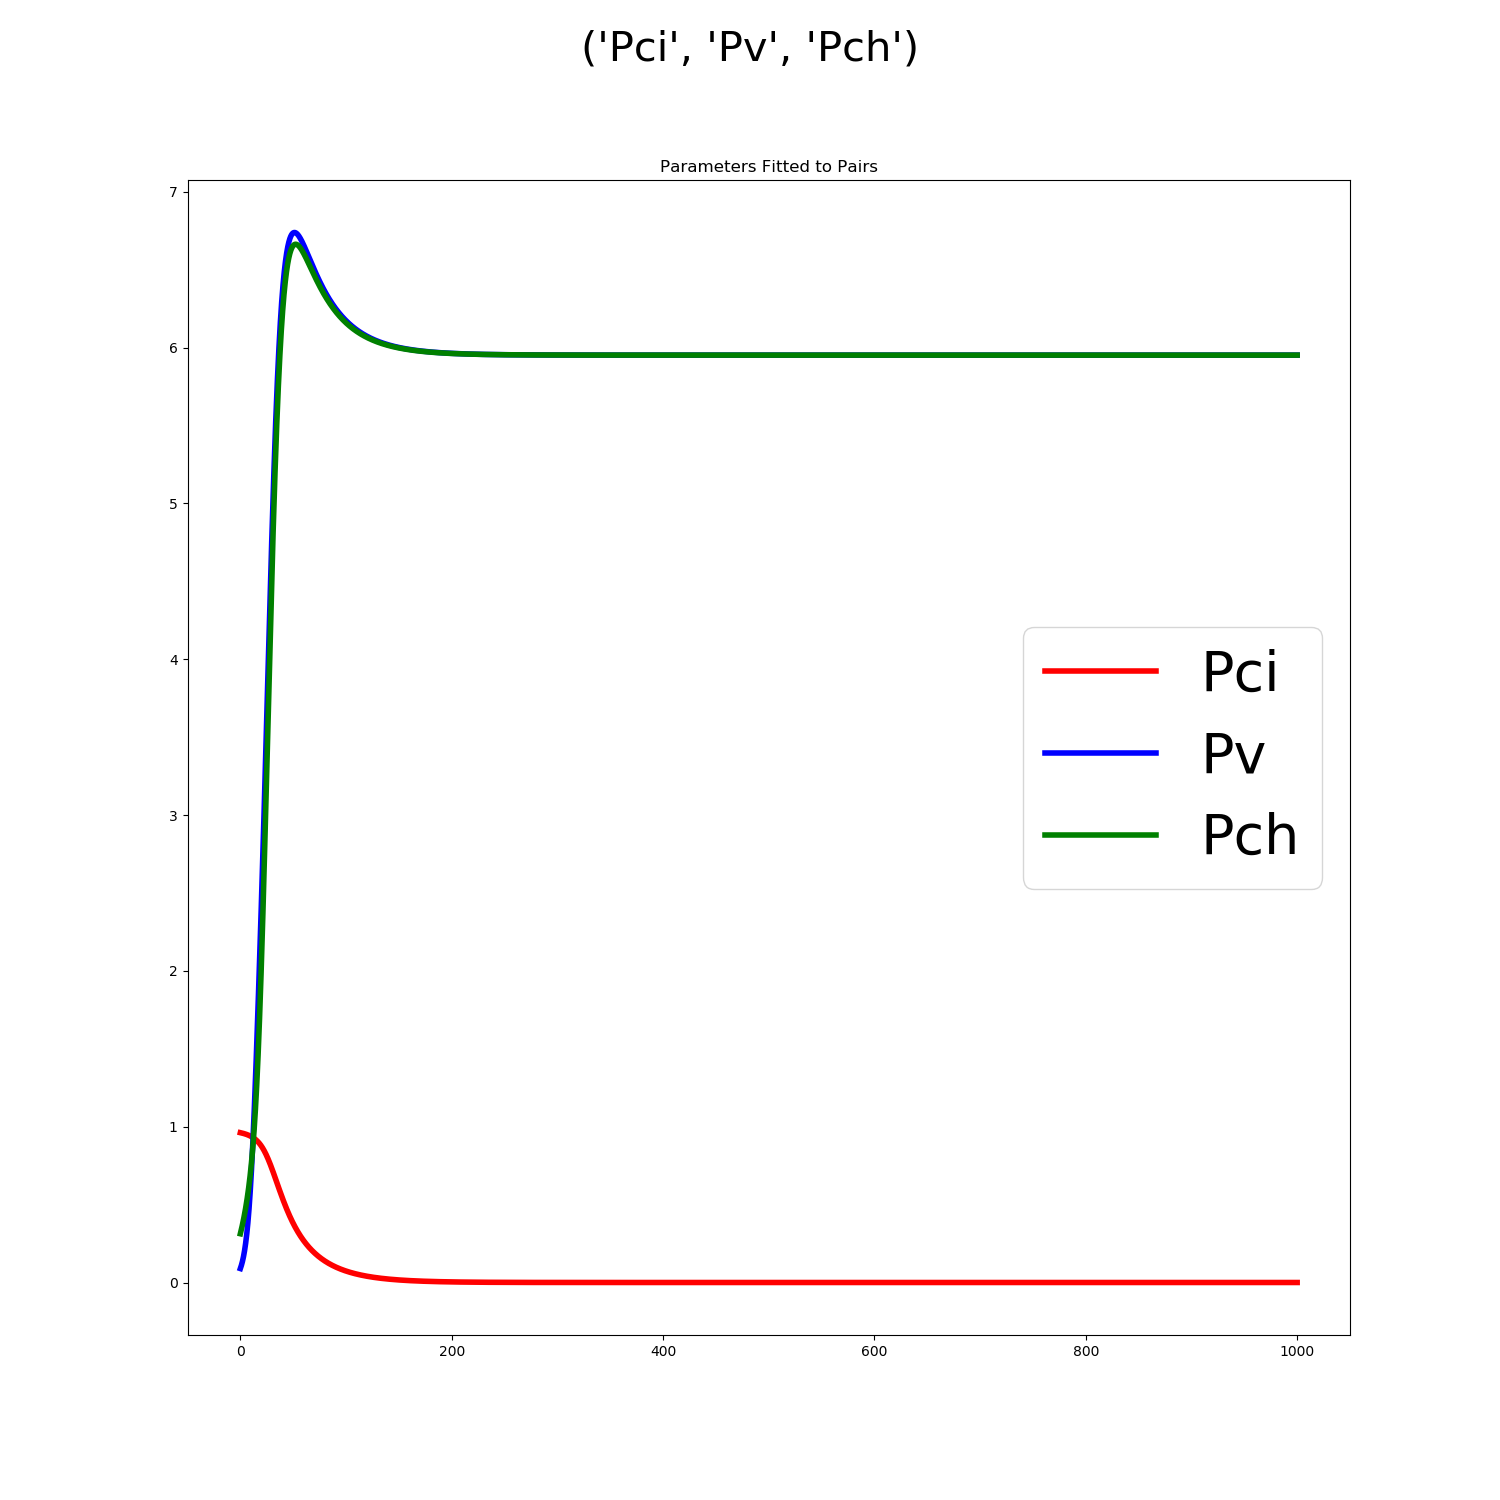 ('Pci', 'Pv', 'Pch')
Parameters Fitted to Pairs
7
6
5
4
3
2
1
0
Pci
Pv
Pch
0 200 400 600 800 1000